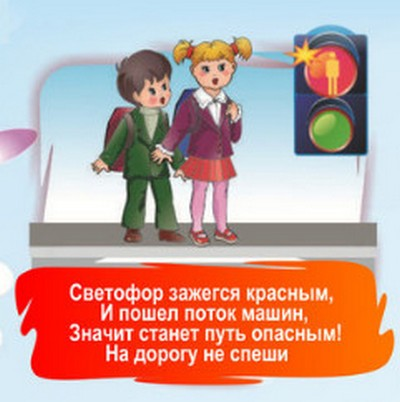 Светофор зажегся красным,
И пошел поток машин,
Значит станет путь опасным!
На дорогу не спеши